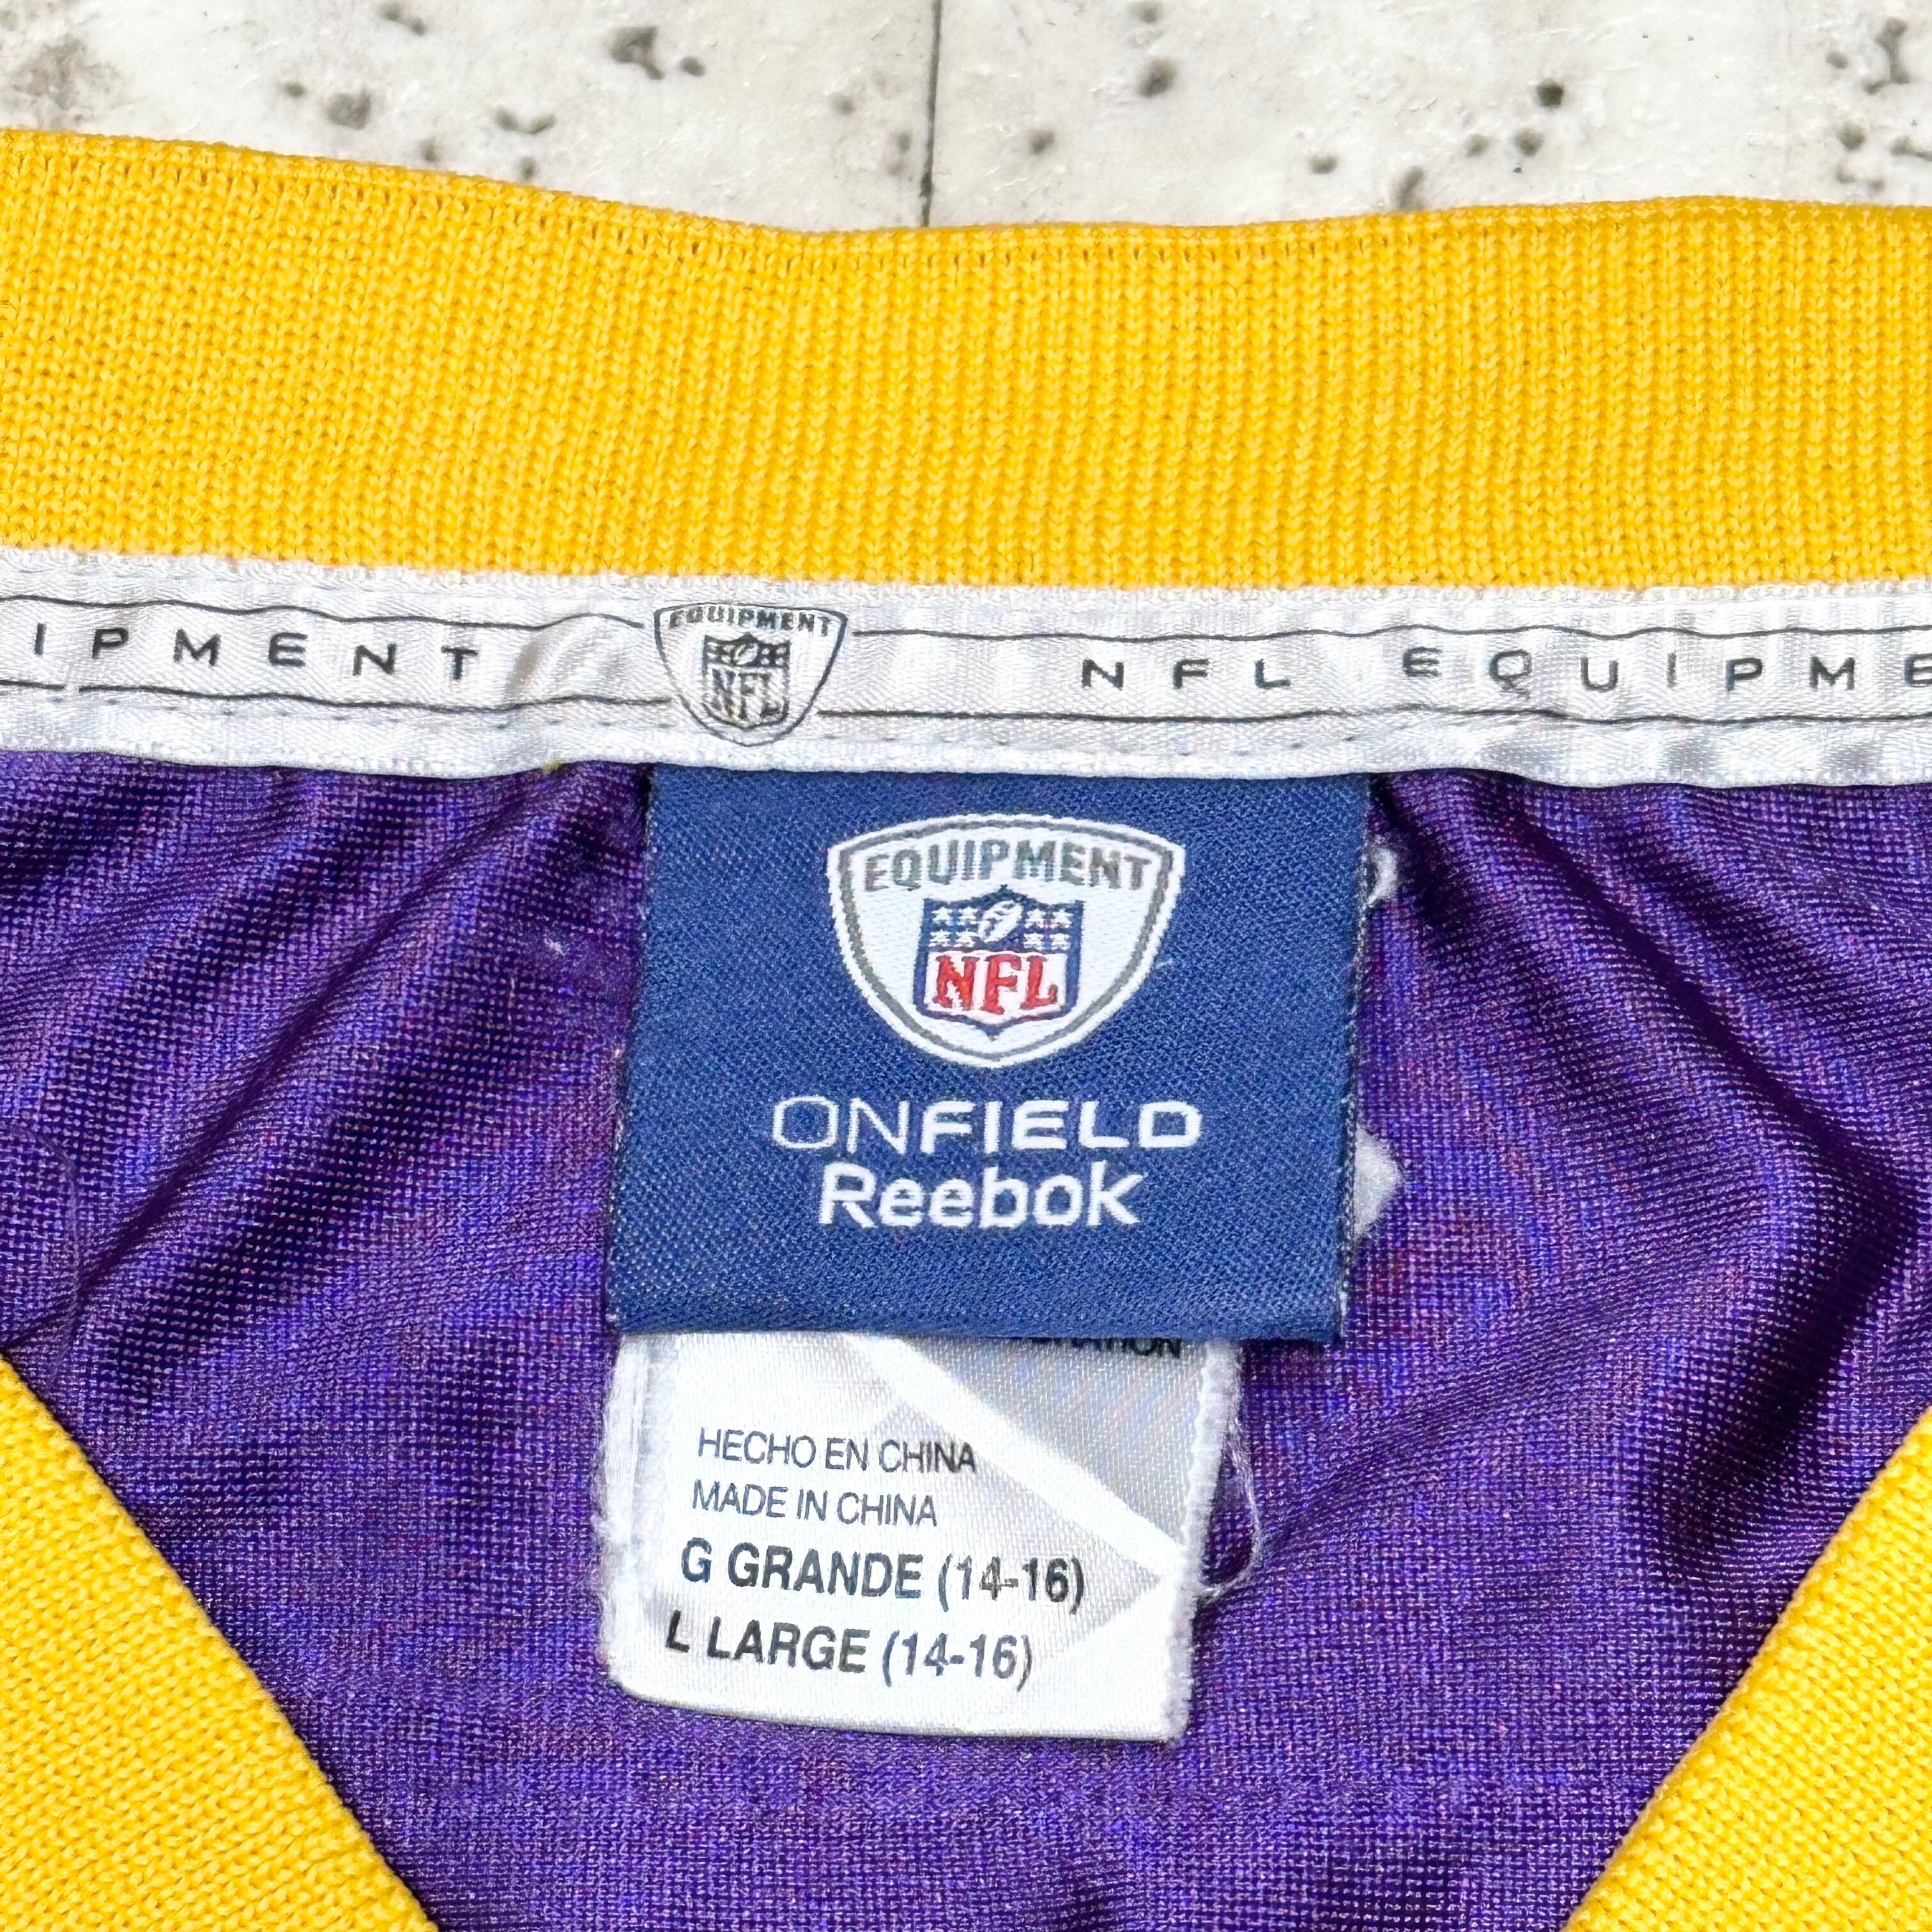 IPMENT
EQUIPMENT
NFL
NFL EQUIPME
EQUIPMENT
NFL
ONFIELD
Reebok
HECHO EN CHINA
MADE IN CHINA
G GRANDE (14-16)
L LARGE (14-16)